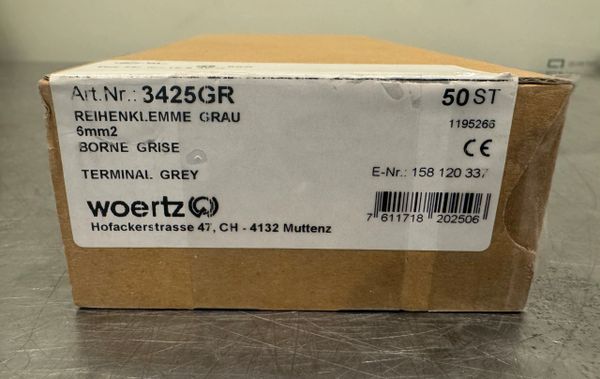 Art.Nr.: 3425GR 50 ST
REIHENKLEMME GRAU 1195266
6mm2
BORNE GRISE CE
TERMINAL GREY E-Nr.: 158 120 337
woertz
Hofackerstrasse 47, CH - 4132 Muttenz
7 611718 202506